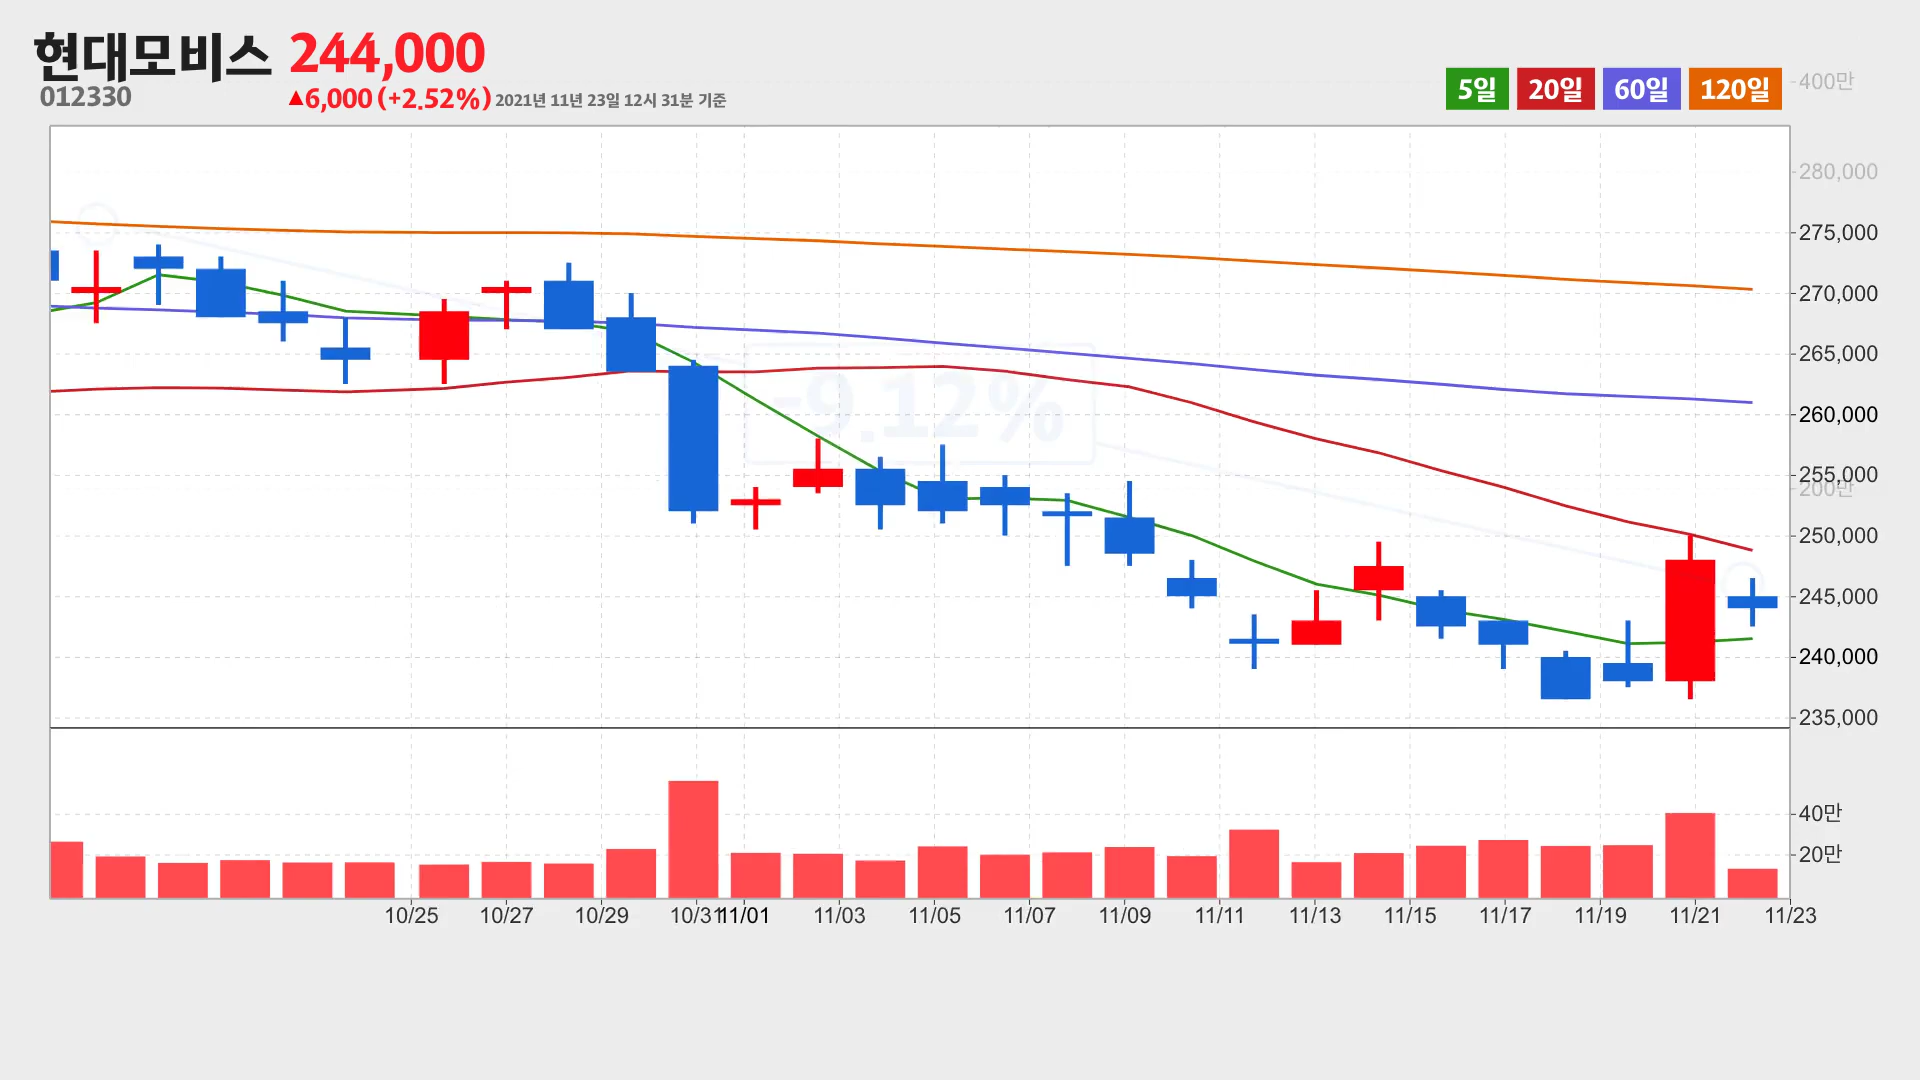 현대모비스 244,000
012330 ▲6,000 (+2.52%) 2021년 11년 23일 12시 31분 기준
5일 20일 60일 120일
400만
280,000
275,000
270,000
265,000
-9.12%
260,000
255,000
200만
250,000
245,000
240,000
235,000
40만
20만
10/25 10/27 10/29 10/31 11/01 11/03 11/05 11/07 11/09 11/11 11/13 11/15 11/17 11/19 11/21 11/23